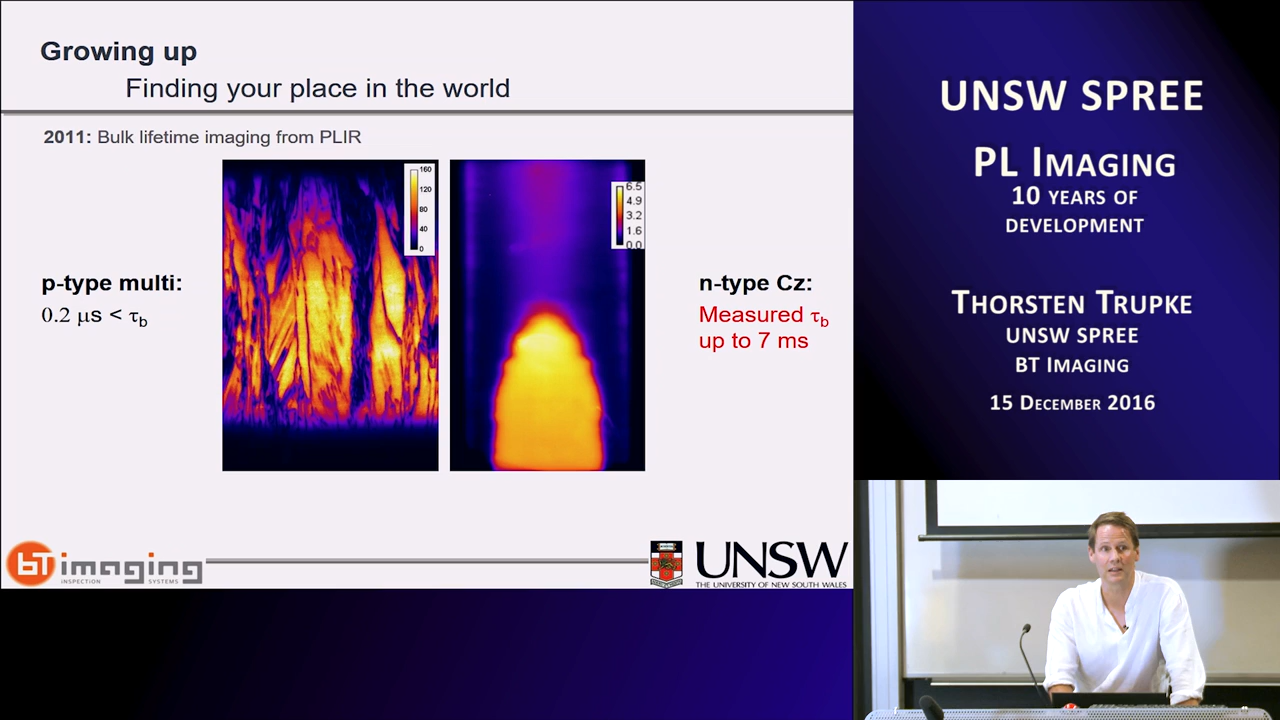 Growing up
Finding your place in the world
2011: Bulk lifetime imaging from PLIR
160
120
80
40
0
6.5
4.9
3.2
1.6
0.0
p-type multi:
0.2 μs < τb
n-type Cz:
Measured τb
up to 7 ms
bT imaging
INSPECTION SYSTEMS
UNSW
THE UNIVERSITY OF NEW SOUTH WALES
UNSW SPREE
PL IMAGING
10 YEARS OF
DEVELOPMENT
THORSTEN TRUPKE
UNSW SPREE
BT IMAGING
15 DECEMBER 2016